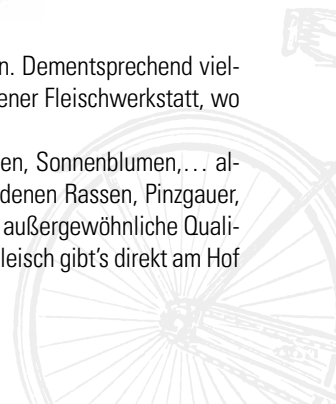 n. Dementsprechend viel-
ener Fleischwerkstatt, wo
en, Sonnenblumen,… al-
denen Rassen, Pinzgauer,
außergewöhnliche Quali-
leisch gibt's direkt am Hof